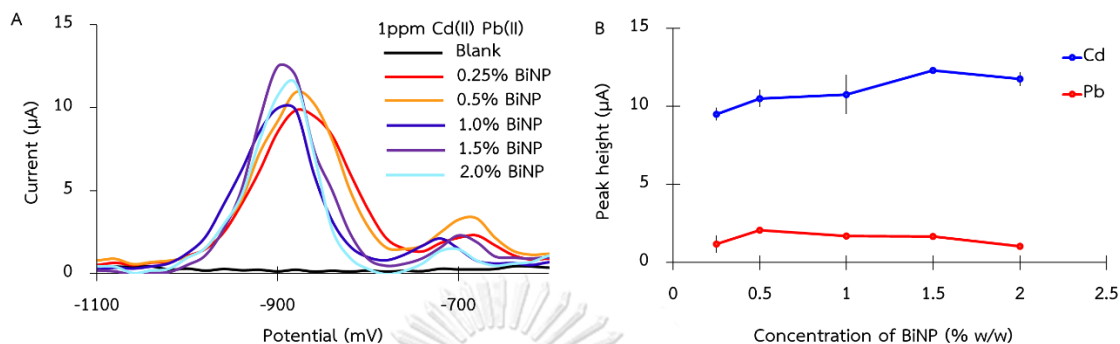 A
15
10
5
0
Current (µA)
-1100
-900
-700
Potential (mV)
1ppm Cd(II) Pb(II)
Blank
0.25% BiNP
0.5% BiNP
1.0% BiNP
1.5% BiNP
2.0% BiNP
B
15
10
5
0
Peak height (µA)
0
0.5
1
1.5
2
2.5
Concentration of BiNP (% w/w)
Cd
Pb